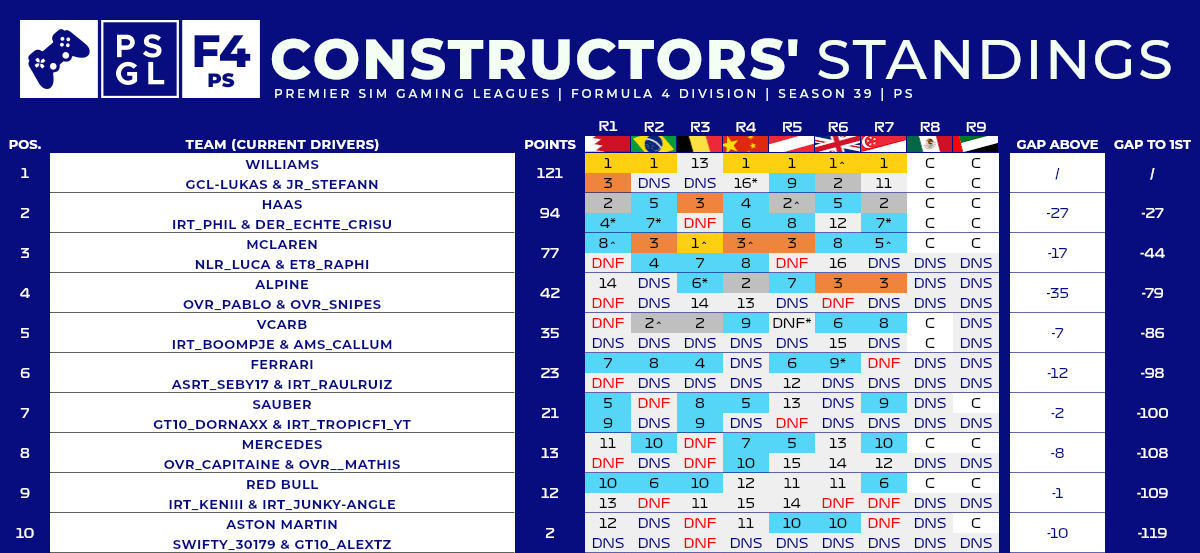 PS
GL
F4
PS
CONSTRUCTORS' STANDINGS
PREMIER SIM GAMING LEAGUES | FORMULA 4 DIVISION | SEASON 39 | PS
R1 R2 R3 R4 R5 R6 R7 R8 R9
POS. TEAM (CURRENT DRIVERS) POINTS GAP ABOVE GAP TO 1ST
WILLIAMS 1 1 13 1 1 1^ 1 C C
1 121 / /
GCL-LUKAS & JR_STEFANN 3 DNS DNS 16* 9 2 11 C C
HAAS 2 5 3 4 2^ 5 2 C C
2 94 -27 -27
IRT_PHIL & DER_ECHTE_CRISU 4* 7* DNF 6 8 12 7* C C
MCLAREN 8^ 3 1^ 3^ 3 8 5^ C C
3 77 -17 -44
NLR_LUCA & ET8_RAPHI DNF 4 7 8 DNF 16 DNS DNS DNS
ALPINE 14 DNS 6* 2 7 3 3 DNS DNS
4 42 -35 -79
OVR_PABLO & OVR_SNIPES DNF DNS 14 13 DNS DNF DNS DNS DNS
VCARB DNF 2^ 2 9 DNF* 6 8 C DNS
5 35 -7 -86
IRT_BOOMPJE & AMS_CALLUM DNS DNS DNS DNS DNS 15 DNS C DNS
FERRARI 7 8 4 DNS 6 9* DNF DNS DNS
6 23 -12 -98
ASRT_SEBY17 & IRT_RAULRUIZ DNF DNS DNS DNS 12 DNS DNS DNS DNS
SAUBER 5 DNF 8 5 13 DNS 9 DNS C
7 21 -2 -100
GT10_DORNAXX & IRT_TROPICF1_YT 9 DNS 9 DNS DNF DNS DNS DNS DNS
MERCEDES 11 10 DNF 7 5 13 10 C C
8 13 -8 -108
OVR_CAPITAINE & OVR__MATHIS DNF DNS DNF 10 15 14 12 DNS DNS
RED BULL 10 6 10 12 11 11 6 C C
9 12 -1 -109
IRT_KENIII & IRT_JUNKY-ANGLE 13 DNF 11 15 14 DNF DNF DNS DNS
ASTON MARTIN 12 DNS DNF 11 10 10 DNF DNS C
10 2 -10 -119
SWIFTY_30179 & GT10_ALEXTZ DNS DNS DNF DNS DNS DNS DNS DNS DNS